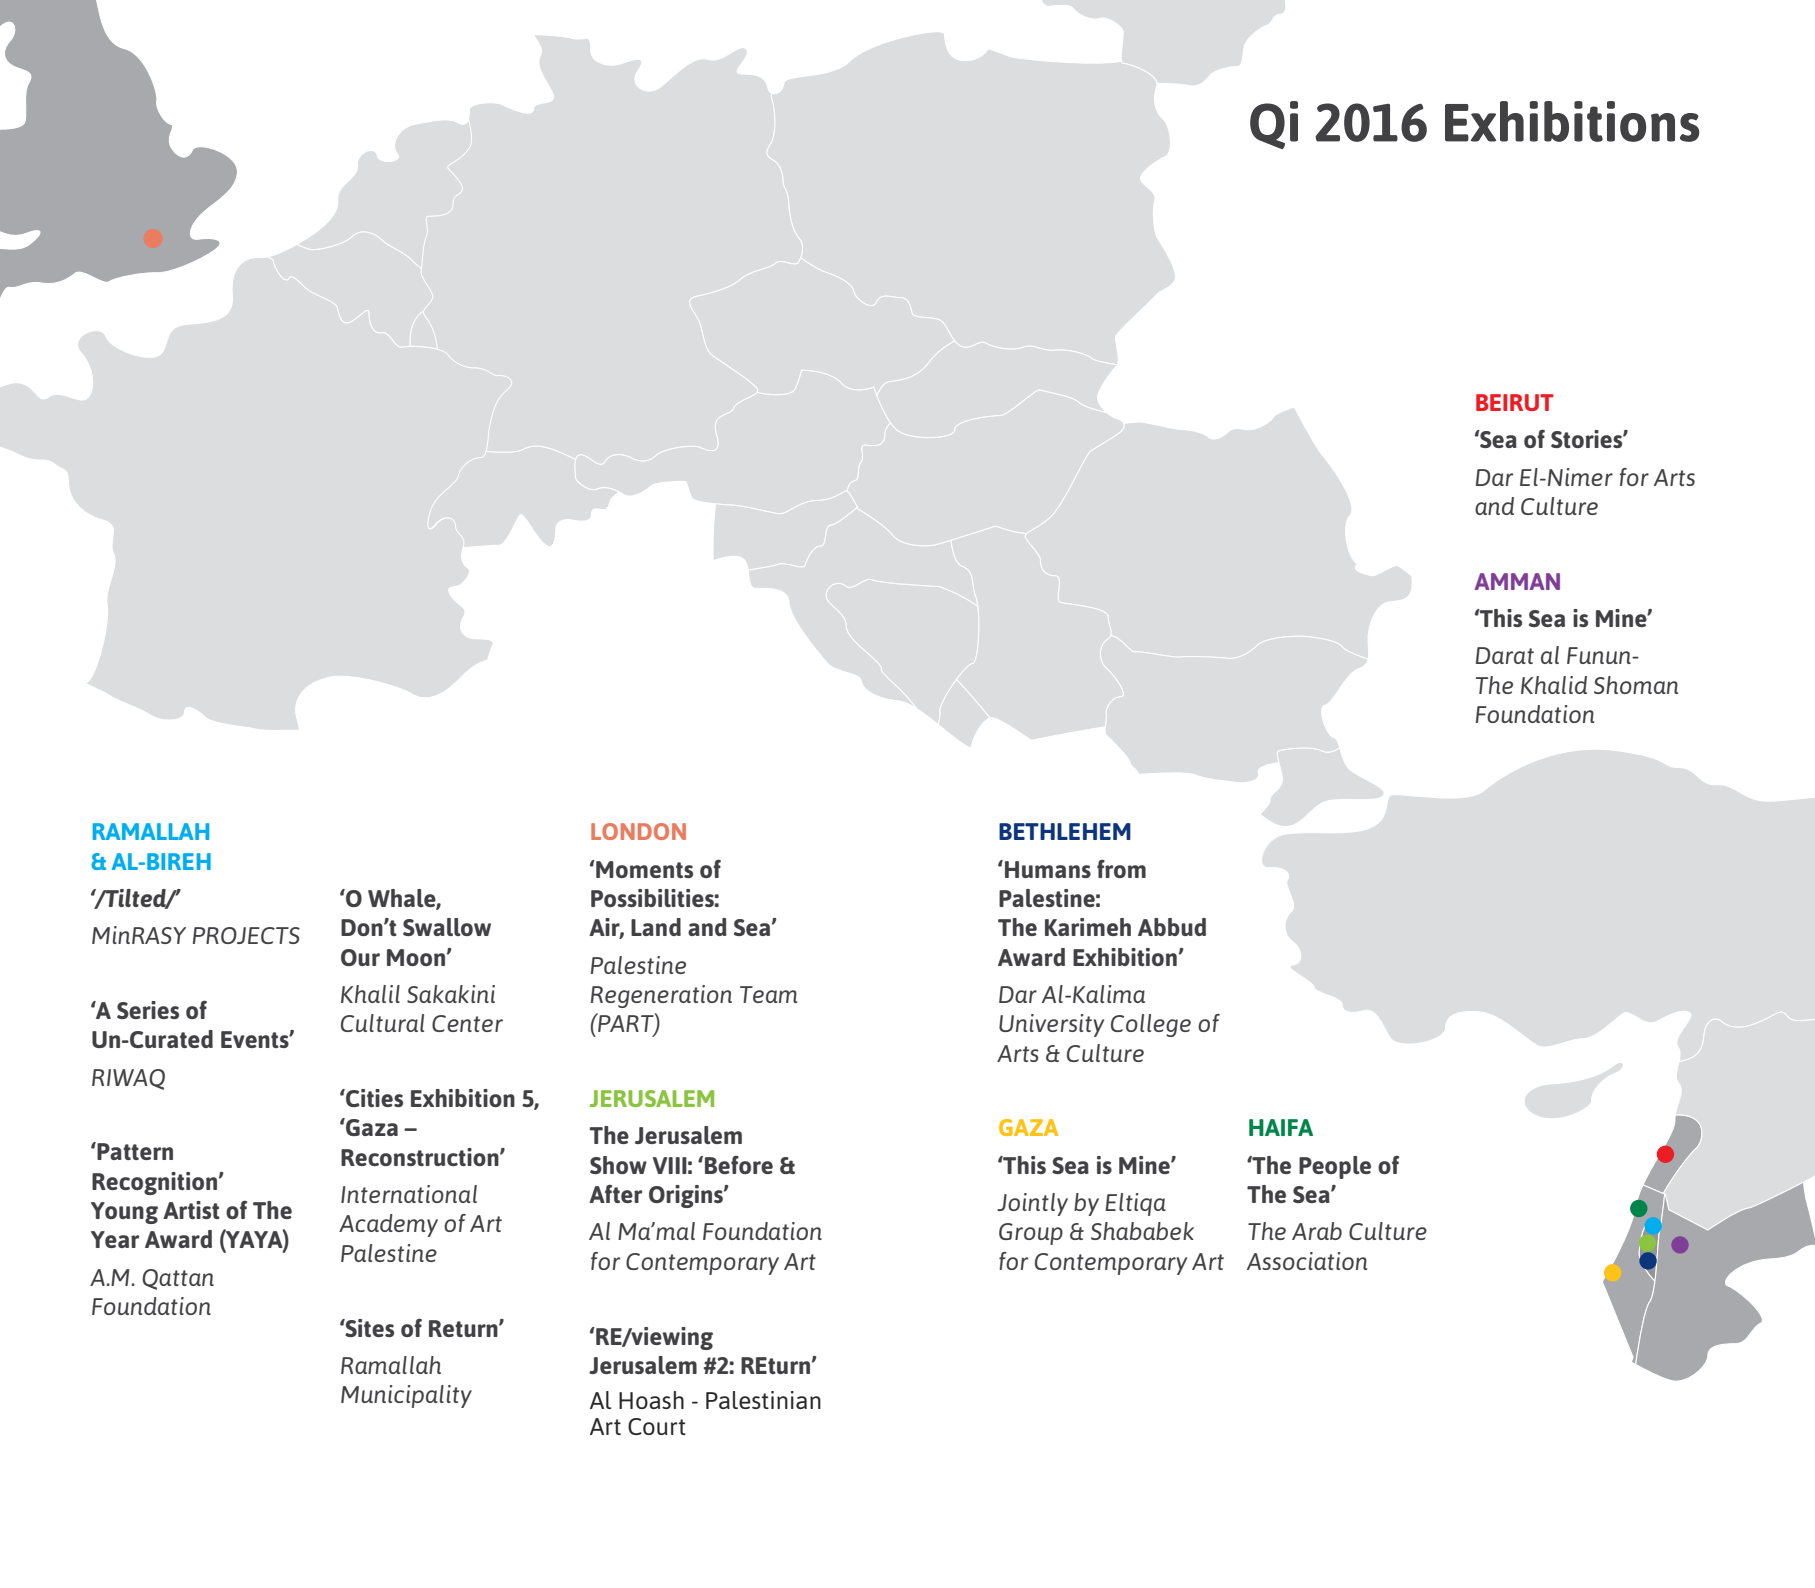 Qi 2016 Exhibitions
BEIRUT
‘Sea of Stories’
Dar El-Nimer for Arts
and Culture
AMMAN
‘This Sea is Mine’
Darat al Funun-
The Khalid Shoman
Foundation
RAMALLAH
& AL-BIREH
‘/Tilted/’
MinRASY PROJECTS
‘A Series of
Un-Curated Events’
RIWAQ
‘Pattern
Recognition’
Young Artist of The
Year Award (YAYA)
A.M. Qattan
Foundation
‘O Whale,
Don’t Swallow
Our Moon’
Khalil Sakakini
Cultural Center
‘Cities Exhibition 5,
‘Gaza –
Reconstruction’
International
Academy of Art
Palestine
‘Sites of Return’
Ramallah
Municipality
LONDON
‘Moments of
Possibilities:
Air, Land and Sea’
Palestine
Regeneration Team
(PART)
JERUSALEM
The Jerusalem
Show VIII: ‘Before &
After Origins’
Al Ma’mal Foundation
for Contemporary Art
‘RE/viewing
Jerusalem #2: REturn’
Al Hoash - Palestinian
Art Court
BETHLEHEM
‘Humans from
Palestine:
The Karimeh Abbud
Award Exhibition’
Dar Al-Kalima
University College of
Arts & Culture
GAZA
‘This Sea is Mine’
Jointly by Eltiqa
Group & Shababek
for Contemporary Art
HAIFA
‘The People of
The Sea’
The Arab Culture
Association